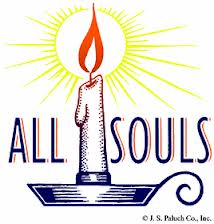 ALL SOULS
© J. S. Paluch Co., Inc.